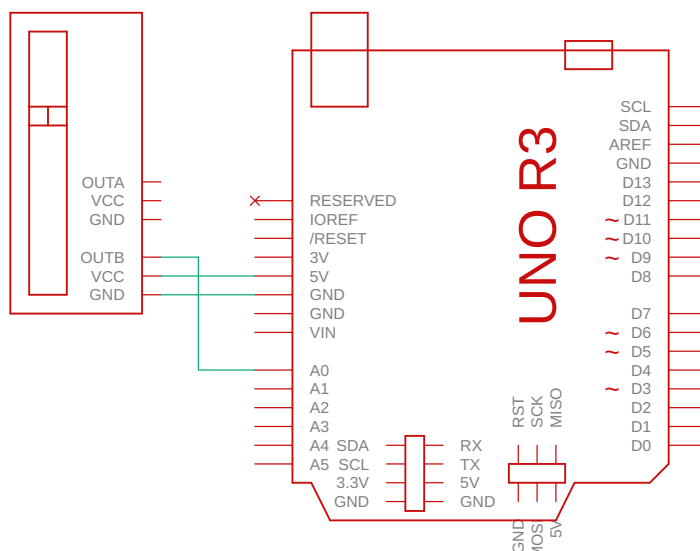 OUTA
VCC
GND
OUTB
VCC
GND
RESERVED
IOREF
/RESET
3V
5V
GND
GND
VIN
A0
A1
A2
A3
A4
A5
SDA
SCL
3.3V
GND
RX
TX
5V
GND
UNO R3
RST
SCK
MISO
GND
MOS
5V
SCL
SDA
AREF
GND
D13
D12
~ D11
~ D10
~ D9
D8
D7
~ D6
~ D5
D4
~ D3
D2
D1
D0